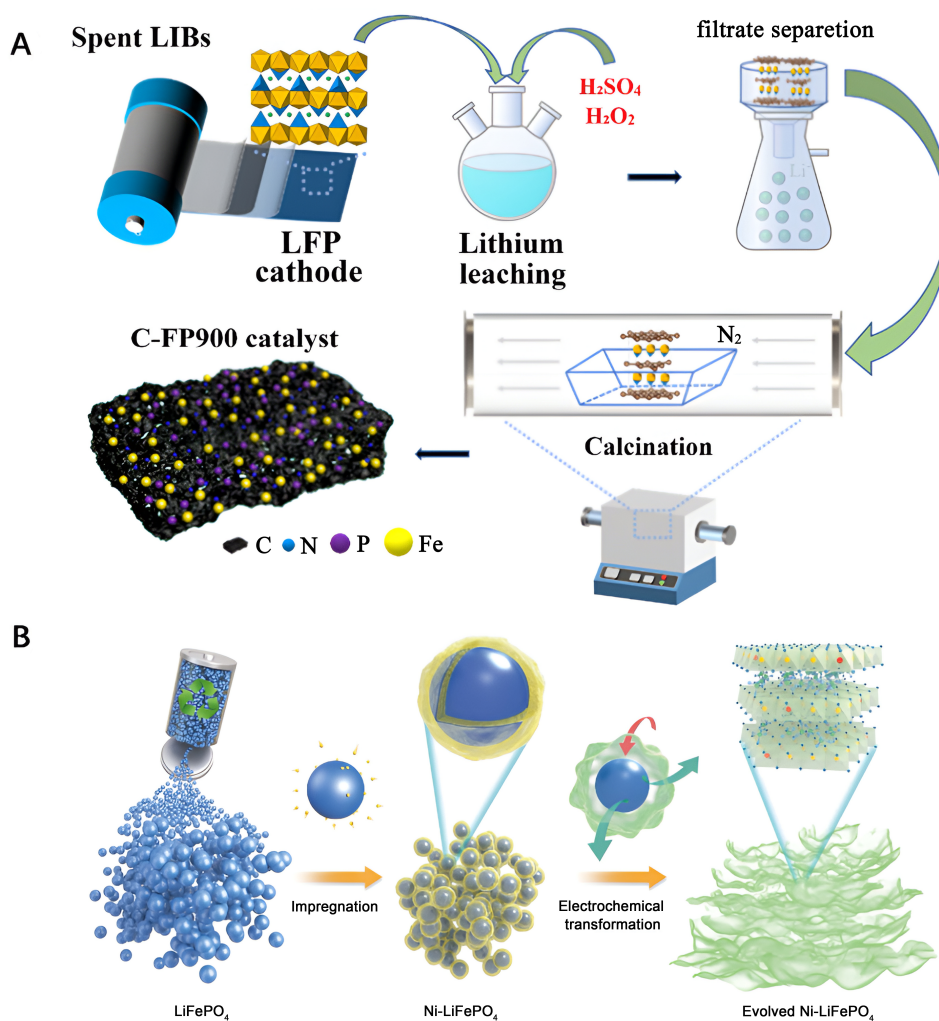 A
Spent LIBs
filtrate separetion
H₂SO₄
H₂O₂
Li
LFP
cathode
Lithium
leaching
C-FP900 catalyst
N₂
Calcination
C N P Fe
B
Impregnation
Electrochemical
transformation
LiFePO₄
Ni-LiFePO₄
Evolved Ni-LiFePO₄